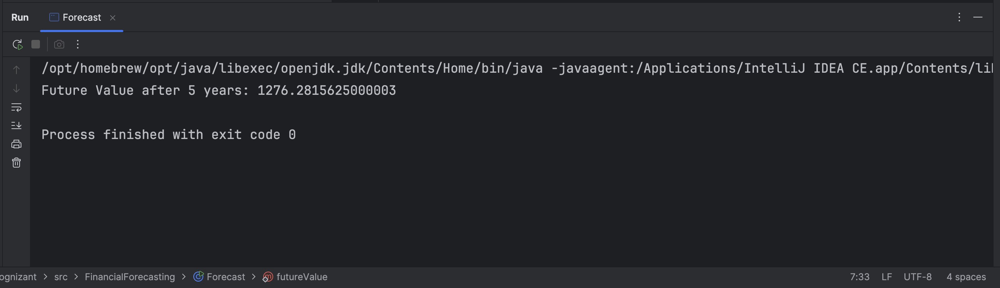 Run Forecast
/opt/homebrew/opt/java/libexec/openjdk.jdk/Contents/Home/bin/java -javaagent:/Applications/IntelliJ IDEA CE.app/Contents/li
Future Value after 5 years: 1276.2815625000003
Process finished with exit code 0
ognizant > src > FinancialForecasting > Forecast > futureValue 7:33 LF UTF-8 4 spaces